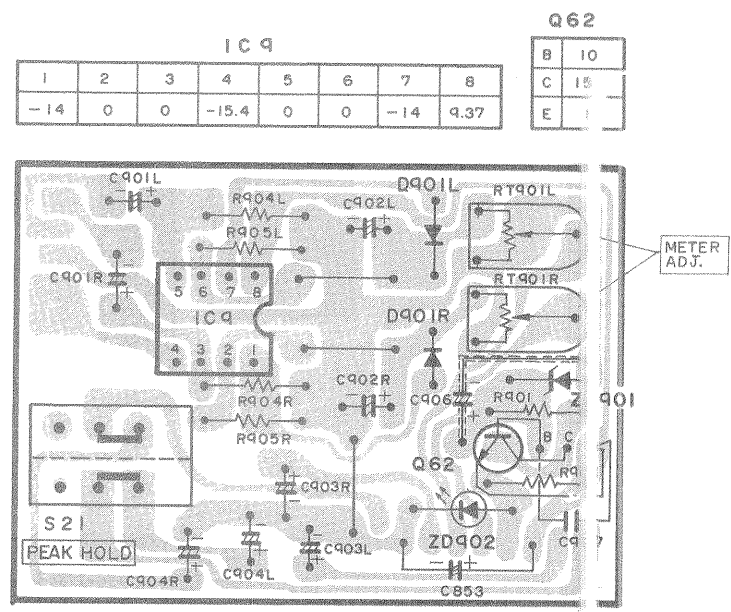 Q62
IC9
B 10
1 2 3 4 5 6 7 8
C 15
-14 0 0 -15.4 0 0 -14 9.37
E
C901L
D901L
RT901L
R904L
C902L
R905L
METER
ADJ.
C901R
5 6 7 8
RT901R
IC9
D901R
4 3 2 1
C902R
R904R
C906
R901
Z 901
R905R
B C
Q62
C903R
S21
ZD902
PEAK HOLD
C903L
C904L
C904R
C853